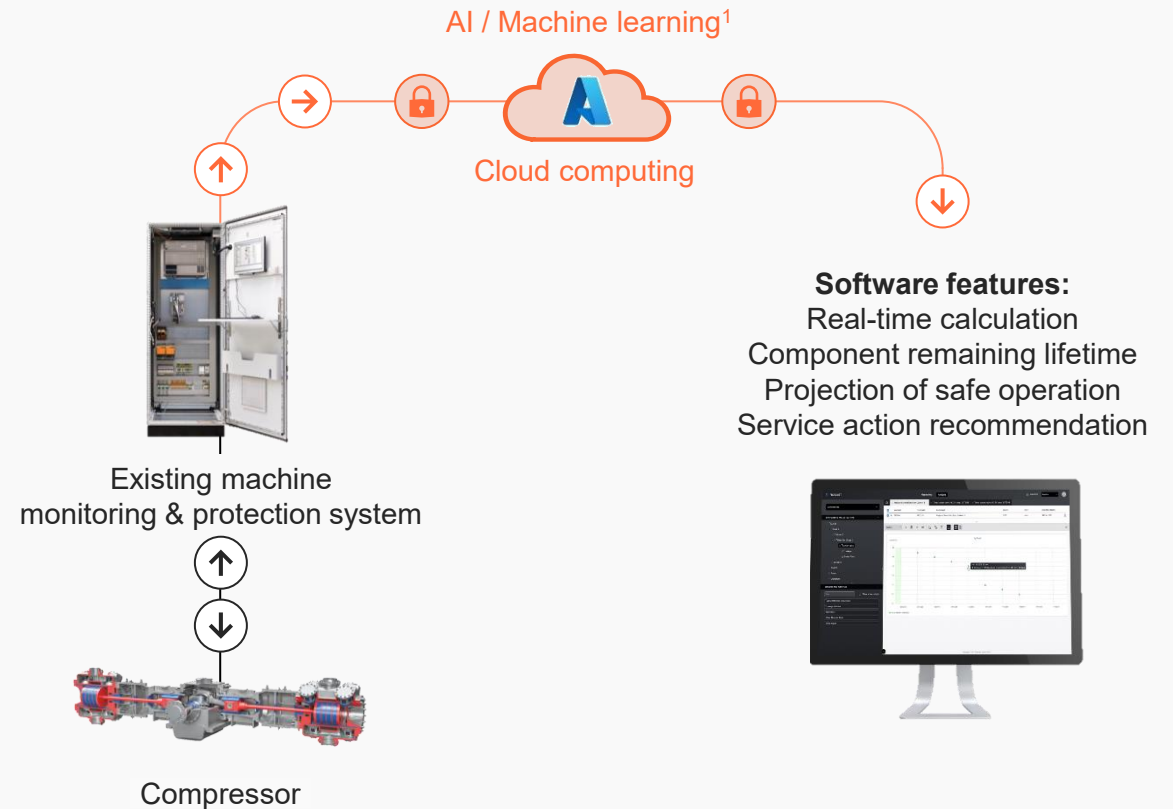 AI / Machine learning¹
Cloud computing
Software features:
Real-time calculation
Component remaining lifetime
Projection of safe operation
Service action recommendation
Existing machine
monitoring & protection system
Compressor